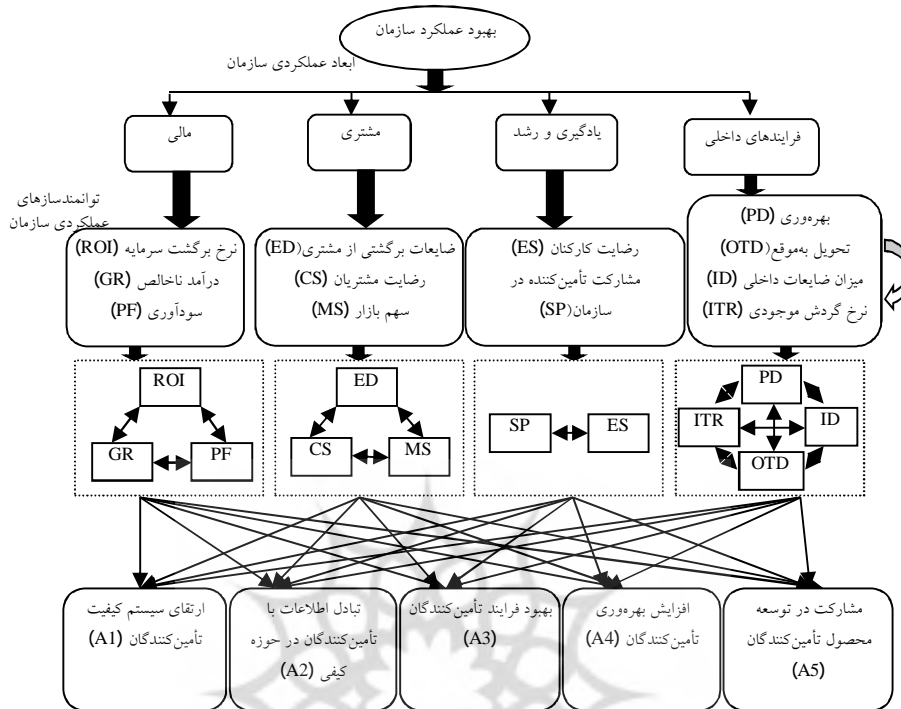 بهبود عملکرد سازمان
ابعاد عملکردی سازمان
فرایندهای داخلی
یادگیری و رشد
مشتری
مالی
توانمندسازهای
عملکردی سازمان
بهره‌وری (PD)
تحویل به‌موقع(OTD)
میزان ضایعات داخلی (ID)
نرخ گردش موجودی (ITR)
رضایت کارکنان (ES)
مشارکت تأمین‌کننده در
سازمان(SP)
ضایعات برگشتی از مشتری(ED)
رضایت مشتریان (CS)
سهم بازار (MS)
نرخ برگشت سرمایه (ROI)
درآمد ناخالص (GR)
سودآوری (PF)
PD
ITR
ID
OTD
SP
ES
ED
CS
MS
ROI
GR
PF
مشارکت در توسعه
محصول تأمین‌کنندگان
(A5)
افزایش بهره‌وری
تأمین‌کنندگان (A4)
بهبود فرایند تأمین‌کنندگان
(A3)
تبادل اطلاعات با
تأمین‌کنندگان در حوزه
کیفی (A2)
ارتقای سیستم کیفیت
تأمین‌کنندگان (A1)